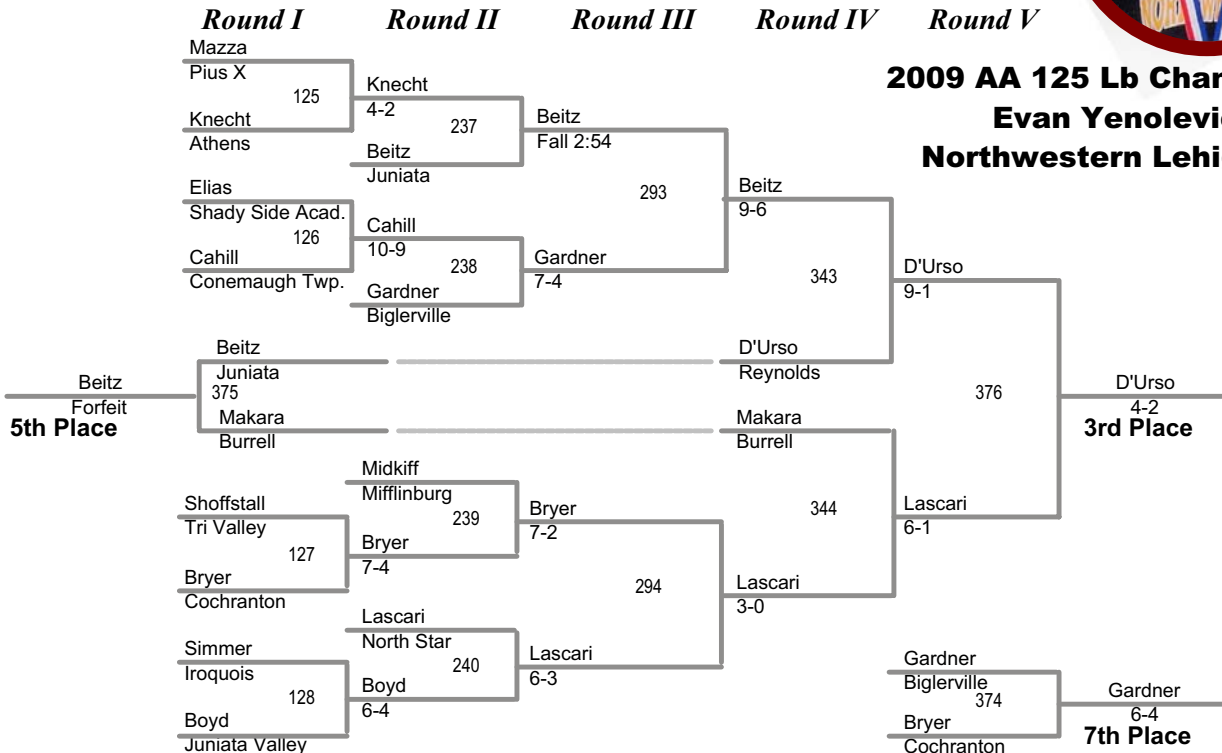 Round I Round II Round III Round IV Round V
2009 AA 125 Lb
Evan
Northwestern
Mazza
Pius X
125
Knecht
Athens
Knecht
4-2
237
Beitz
Juniata
Beitz
Fall 2:54
Elias
Shady Side Acad.
126
Cahill
Conemaugh Twp.
Cahill
10-9
238
Gardner
Biglerville
Gardner
7-4
293
Beitz
9-6
343
D'Urso
Reynolds
D'Urso
9-1
Beitz
Juniata
375
Makara
Burrell
Beitz
Forfeit
5th Place
Makara
Burrell
376
D'Urso
4-2
3rd Place
Midkiff
Mifflinburg
239
Shoffstall
Tri Valley
127
Bryer
Cochranton
Bryer
7-4
Bryer
7-2
294
344
Lascari
6-1
Lascari
3-0
Lascari
North Star
240
Simmer
Iroquois
128
Boyd
Juniata Valley
Boyd
6-4
Lascari
6-3
Gardner
Biglerville
374
Bryer
Cochranton
Gardner
6-4
7th Place